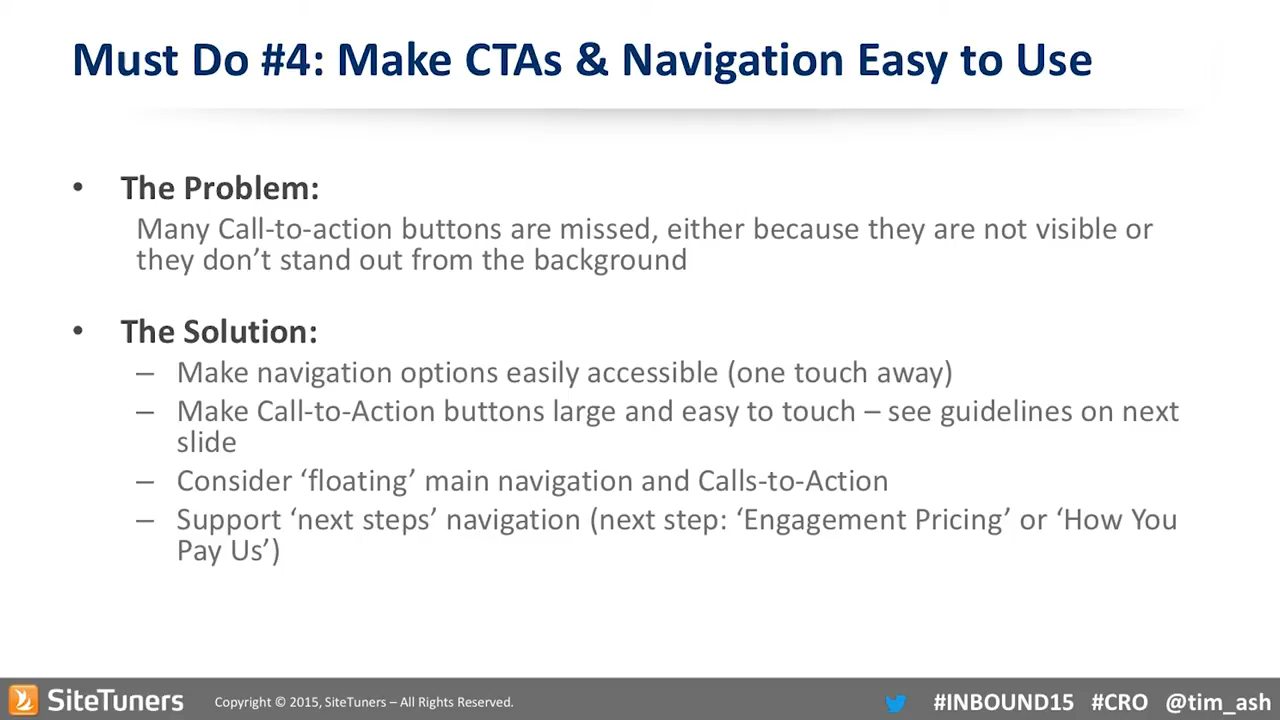 Must Do #4: Make CTAs & Navigation Easy to Use
• The Problem:
Many Call-to-action buttons are missed, either because they are not visible or
they don’t stand out from the background
• The Solution:
– Make navigation options easily accessible (one touch away)
– Make Call-to-Action buttons large and easy to touch – see guidelines on next
slide
– Consider ‘floating’ main navigation and Calls-to-Action
– Support ‘next steps’ navigation (next step: ‘Engagement Pricing’ or ‘How You
Pay Us’)
SiteTuners Copyright © 2015, SiteTuners – All Rights Reserved. #INBOUND15 #CRO @tim_ash